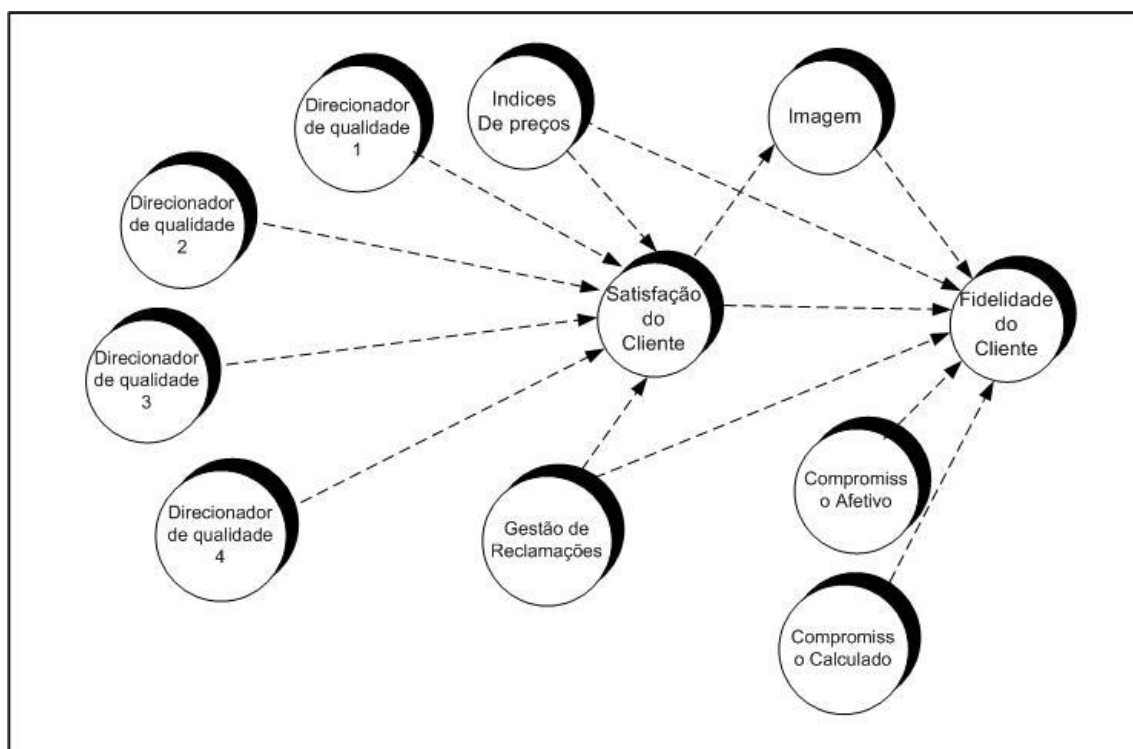 Direcionador
de qualidade
1
Indices
De preços
Imagem
Direcionador
de qualidade
2
Satisfação
do
Cliente
Fidelidade
do
Cliente
Direcionador
de qualidade
3
Direcionador
de qualidade
4
Gestão de
Reclamações
Compromiss
o Afetivo
Compromiss
o Calculado